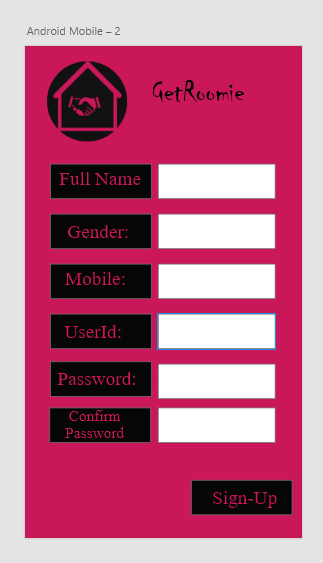 Android Mobile – 2
GetRoomie
Full Name
Gender:
Mobile:
UserId:
Password:
Confirm
Password
Sign-Up